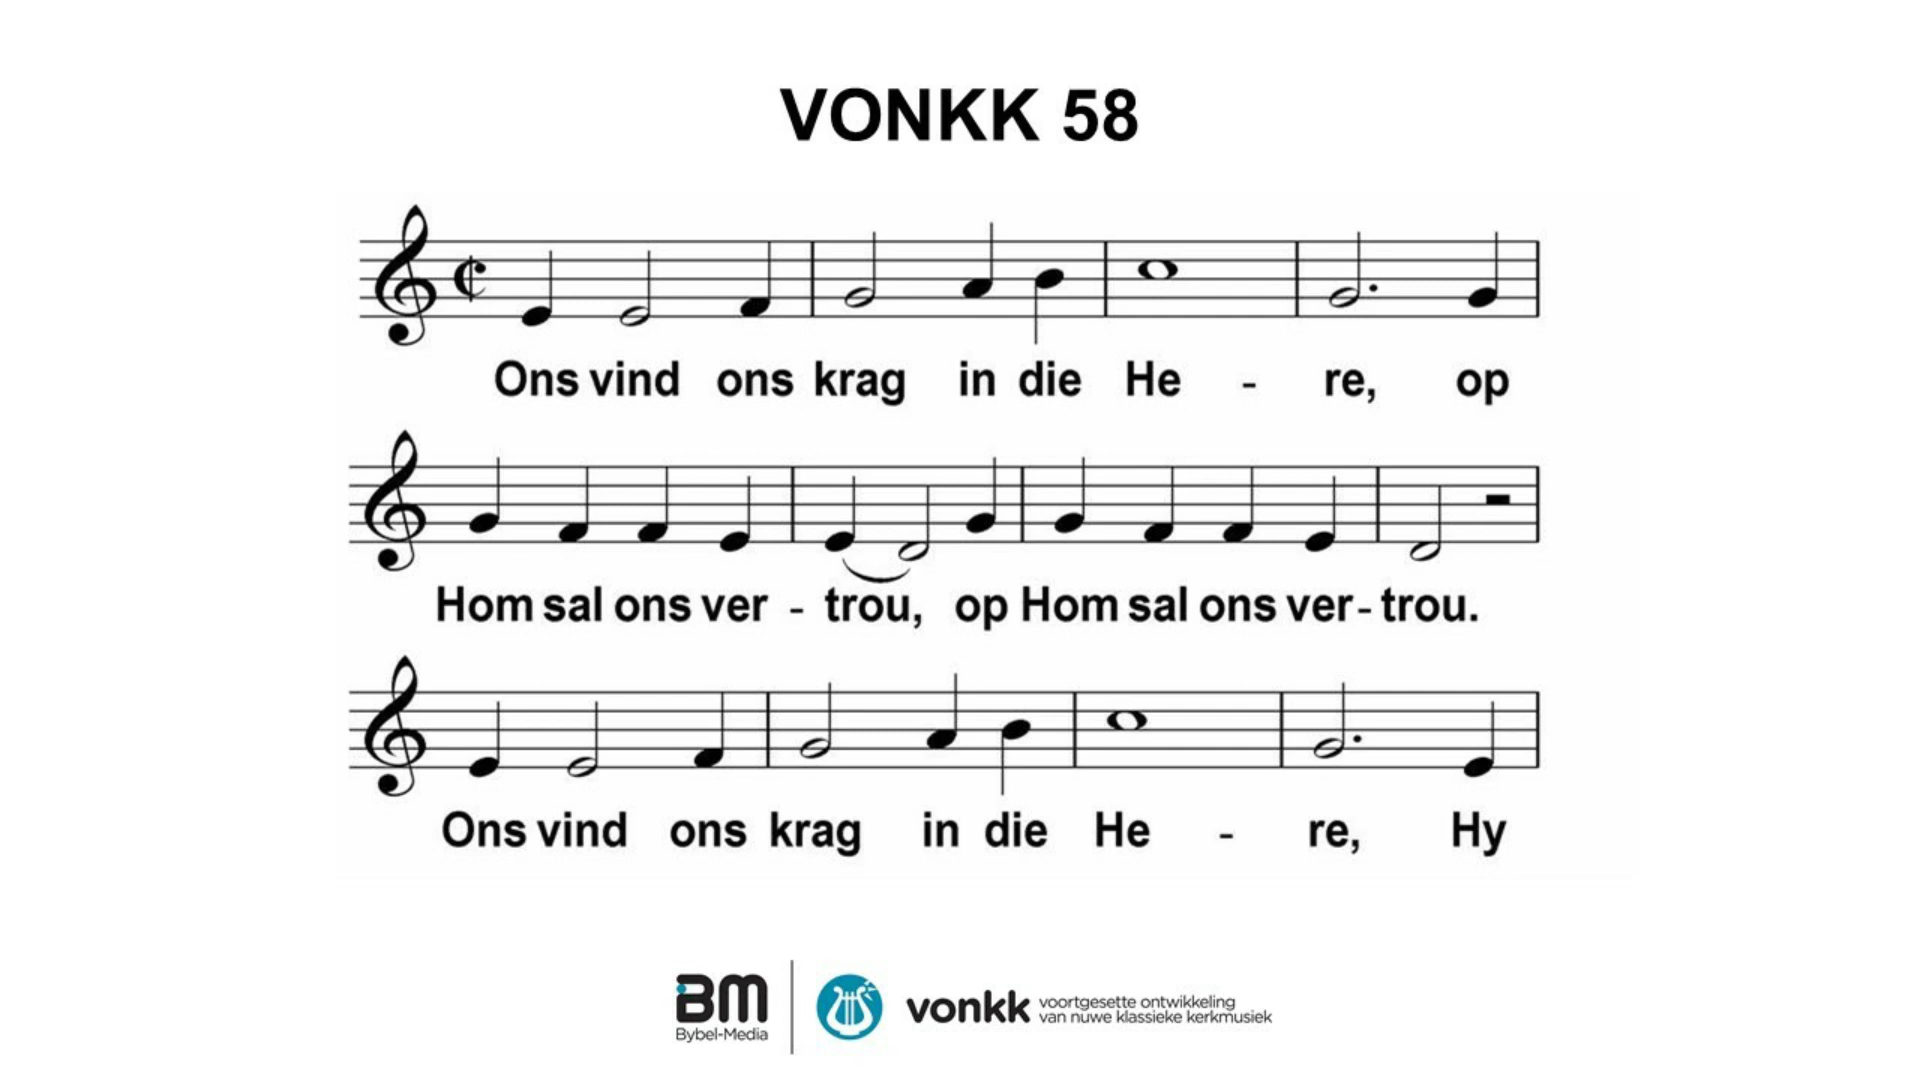 VONKK 58
Ons vind ons krag in die He - re, op
Hom sal ons ver - trou, op Hom sal ons ver - trou.
Ons vind ons krag in die He - re, Hy
BM
Bybel-Media
vonkk
voortgesette ontwikkeling
van nuwe klassieke kerkmusiek